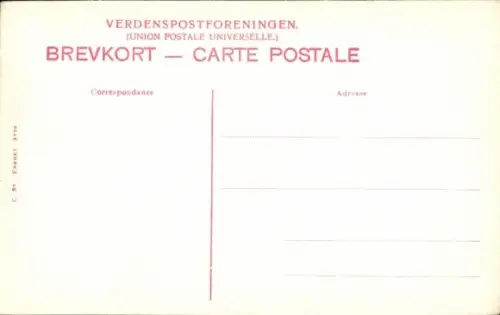 VERDENSPOSTFORENINGEN.
(UNION POSTALE UNIVERSELLE.)
BREVKORT — CARTE POSTALE
Correspondance
Adresse